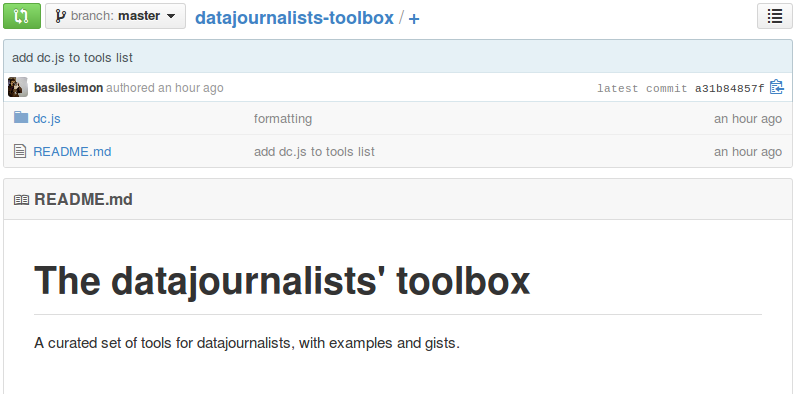 branch: master datajournalists-toolbox / +
add dc.js to tools list
basilesimon authored an hour ago latest commit a31b84857f
dc.js formatting an hour ago
README.md add dc.js to tools list an hour ago
README.md
The datajournalists' toolbox
A curated set of tools for datajournalists, with examples and gists.